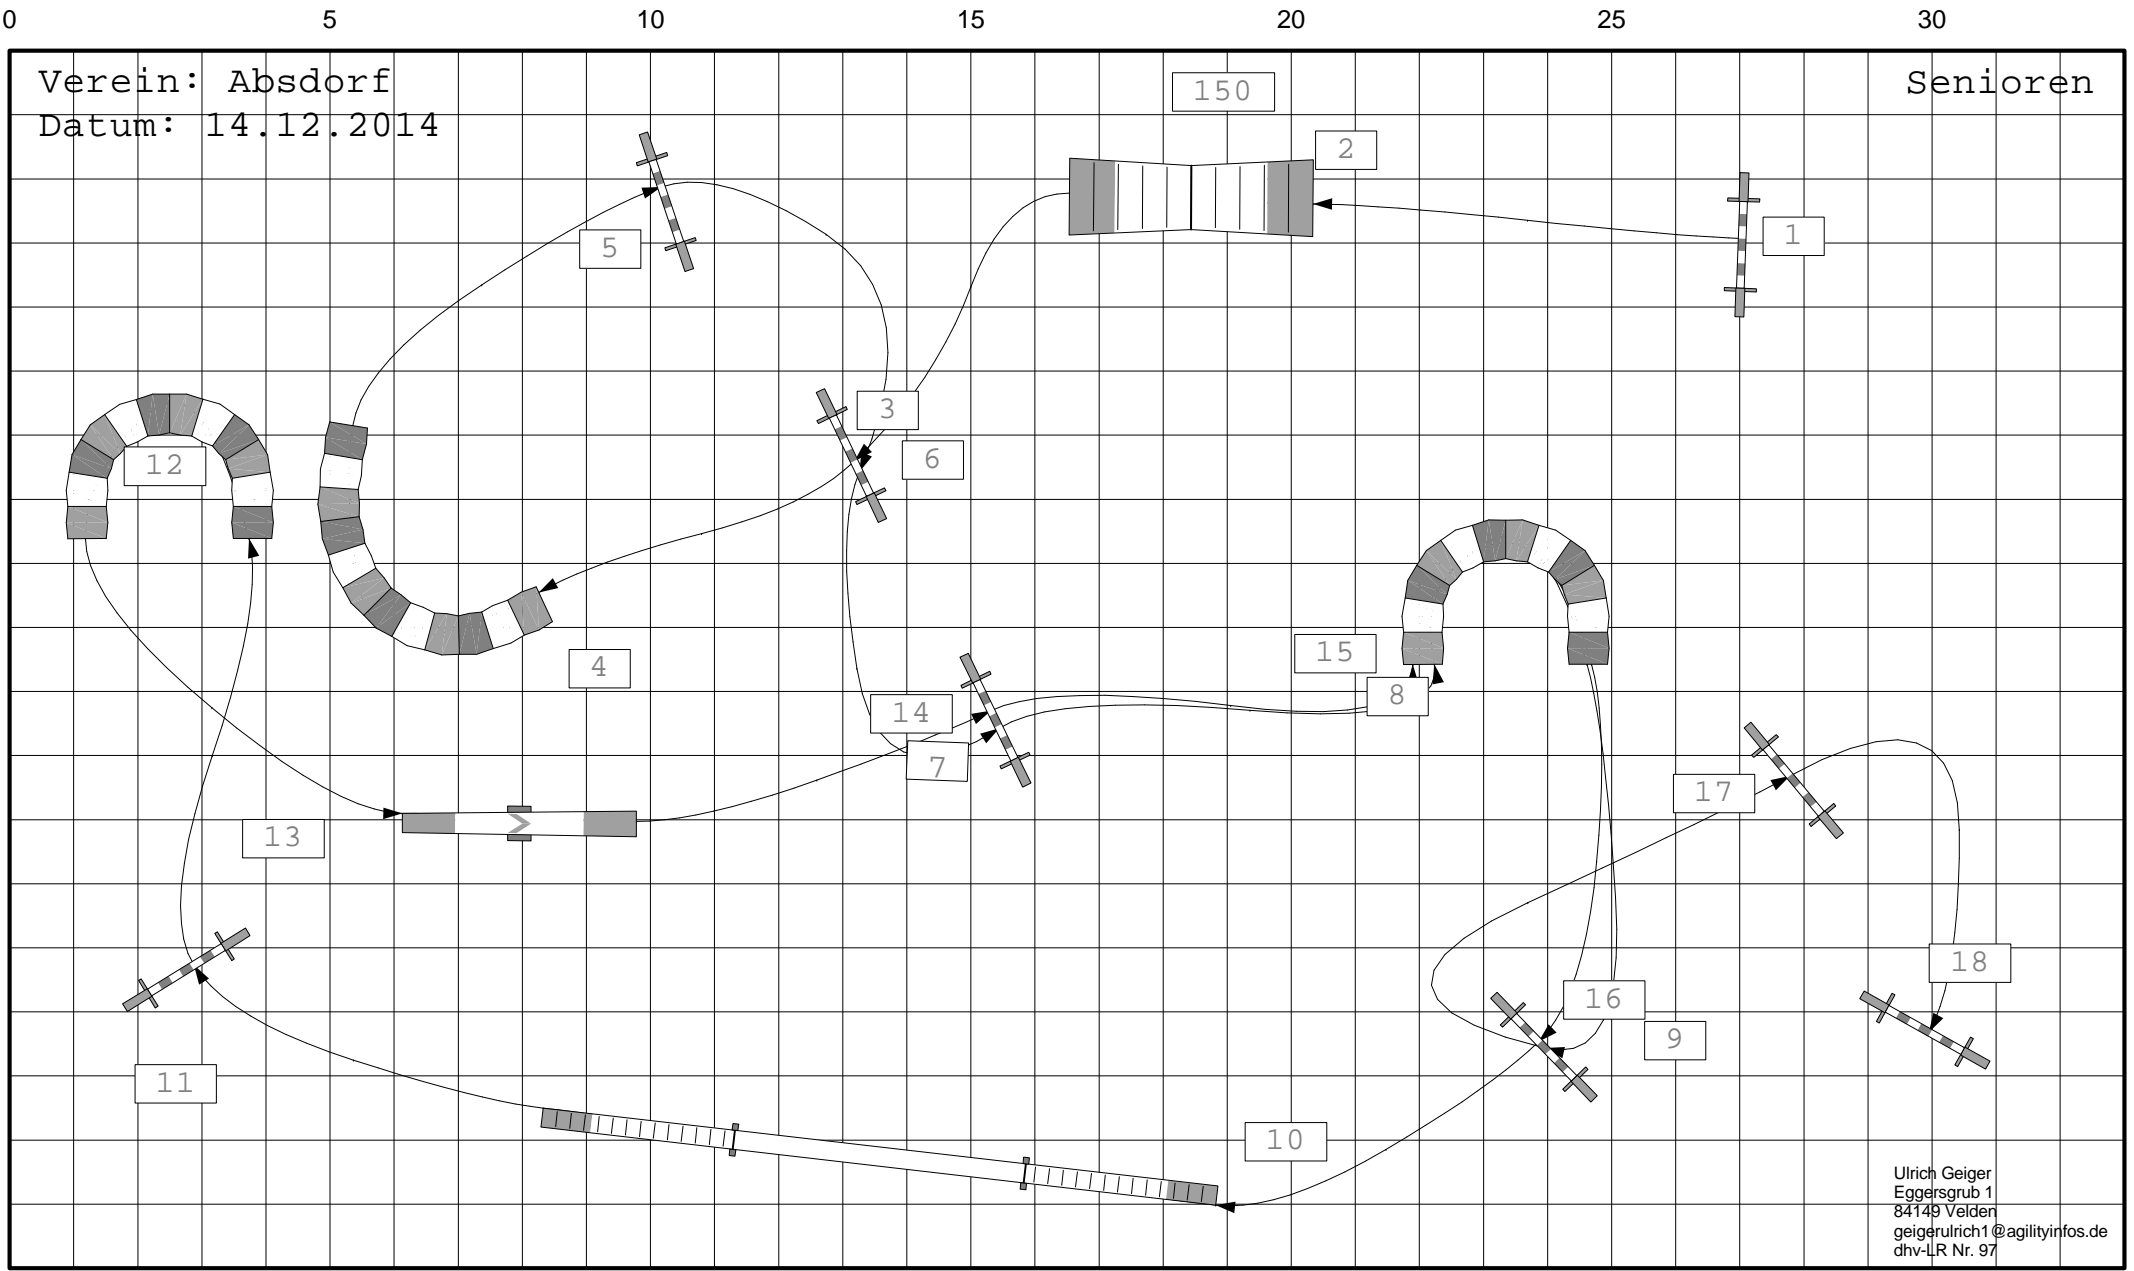 0 5 10 15 20 25 30
Verein: Absdorf
Senioren
Datum: 14.12.2014
150
2
1
5
3
6
12
4
15
8
14
7
17
13
18
16
9
11
10
Ulrich Geiger
Eggersgrub 1
84149 Velden
geigerulrich1@agilityinfos.de
dhv-LR Nr. 97